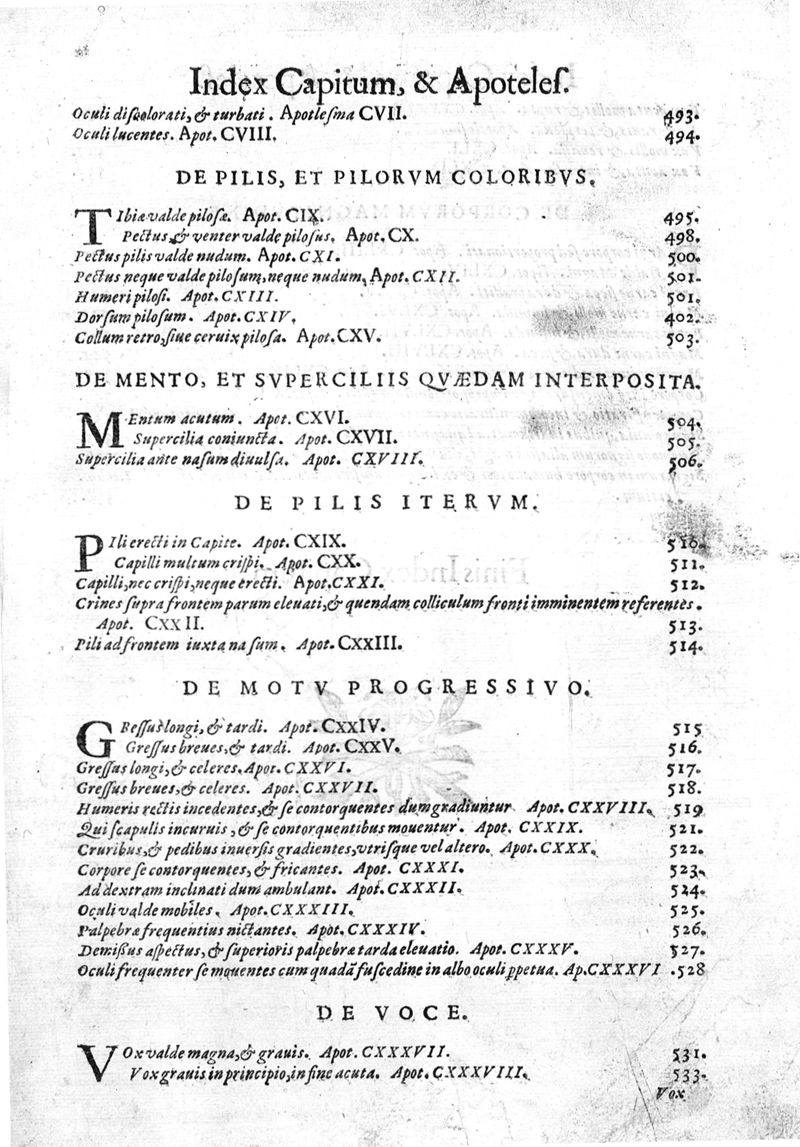 Index Capitum, & Apoteles.
Oculi discolorati, & turbati. Apotlesma CVII. 493.
Oculi lucentes. Apot. CVIII. 494.
DE PILIS, ET PILORVM COLORIBVS.
TIbiæ valde pilosæ. Apot. CIX. 495.
Pectus & venter valde pilosus. Apot. CX. 498.
Pectus pilis valde nudum. Apot. CXI. 500.
Pectus neque valde pilosum, neque nudum. Apot. CXII. 501.
Humeri pilosi. Apot. CXIII. 501.
Dorsum pilosum. Apot. CXIV. 402.
Collum retro, siue ceruix pilosa. Apot. CXV. 503.
DE MENTO, ET SVPERCILIIS QVÆDAM INTERPOSITA.
MEntum acutum. Apot. CXVI. 504.
Supercilia coniuncta. Apot. CXVII. 505.
Supercilia ante nasum diuulsa. Apot. CXVIII. 506.
DE PILIS ITERVM.
PIli erecti in Capite. Apot. CXIX. 510.
Capilli multum crispi. Apot. CXX. 511.
Capilli, nec crispi, neque erecti. Apot. CXXI. 512.
Crines supra frontem parum eleuati, & quendam colliculum fronti imminentem referentes.
Apot. CXXII. 513.
Pili ad frontem iuxta nasum. Apot. CXXIII. 514.
DE MOTV PROGRESSIVO.
GRessus longi, & tardi. Apot. CXXIV. 515
Gressus breues, & tardi. Apot. CXXV. 516.
Gressus longi, & celeres. Apot. CXXVI. 517.
Gressus breues, & celeres. Apot. CXXVII. 518.
Humeris rectis incedentes, & se contorquentes dum gradiuntur. Apot. CXXVIII. 519
Qui scapulis incuruis, & se contorquentibus mouentur. Apot. CXXIX. 521.
Cruribus, & pedibus inuersis gradientes, vtrisque vel altero. Apot. CXXX. 522.
Corpore se contorquentes, & fricantes. Apot. CXXXI. 523.
Ad dextram inclinati dum ambulant. Apot. CXXXII. 524.
Oculi valde mobiles. Apot. CXXXIII. 525.
Palpebræ frequentius nictantes. Apot. CXXXIV. 526.
Demissus aspectus, & superioris palpebræ tarda eleuatio. Apot. CXXXV. 527.
Oculi frequenter se mouentes cum quadã fuscedine in albo oculi ppetua. Ap. CXXXVI. 528
DE VOCE.
VOx valde magna, & grauis. Apot. CXXXVII. 531.
Vox grauis in principio, in fine acuta. Apot. CXXXVIII. 533.
Vox